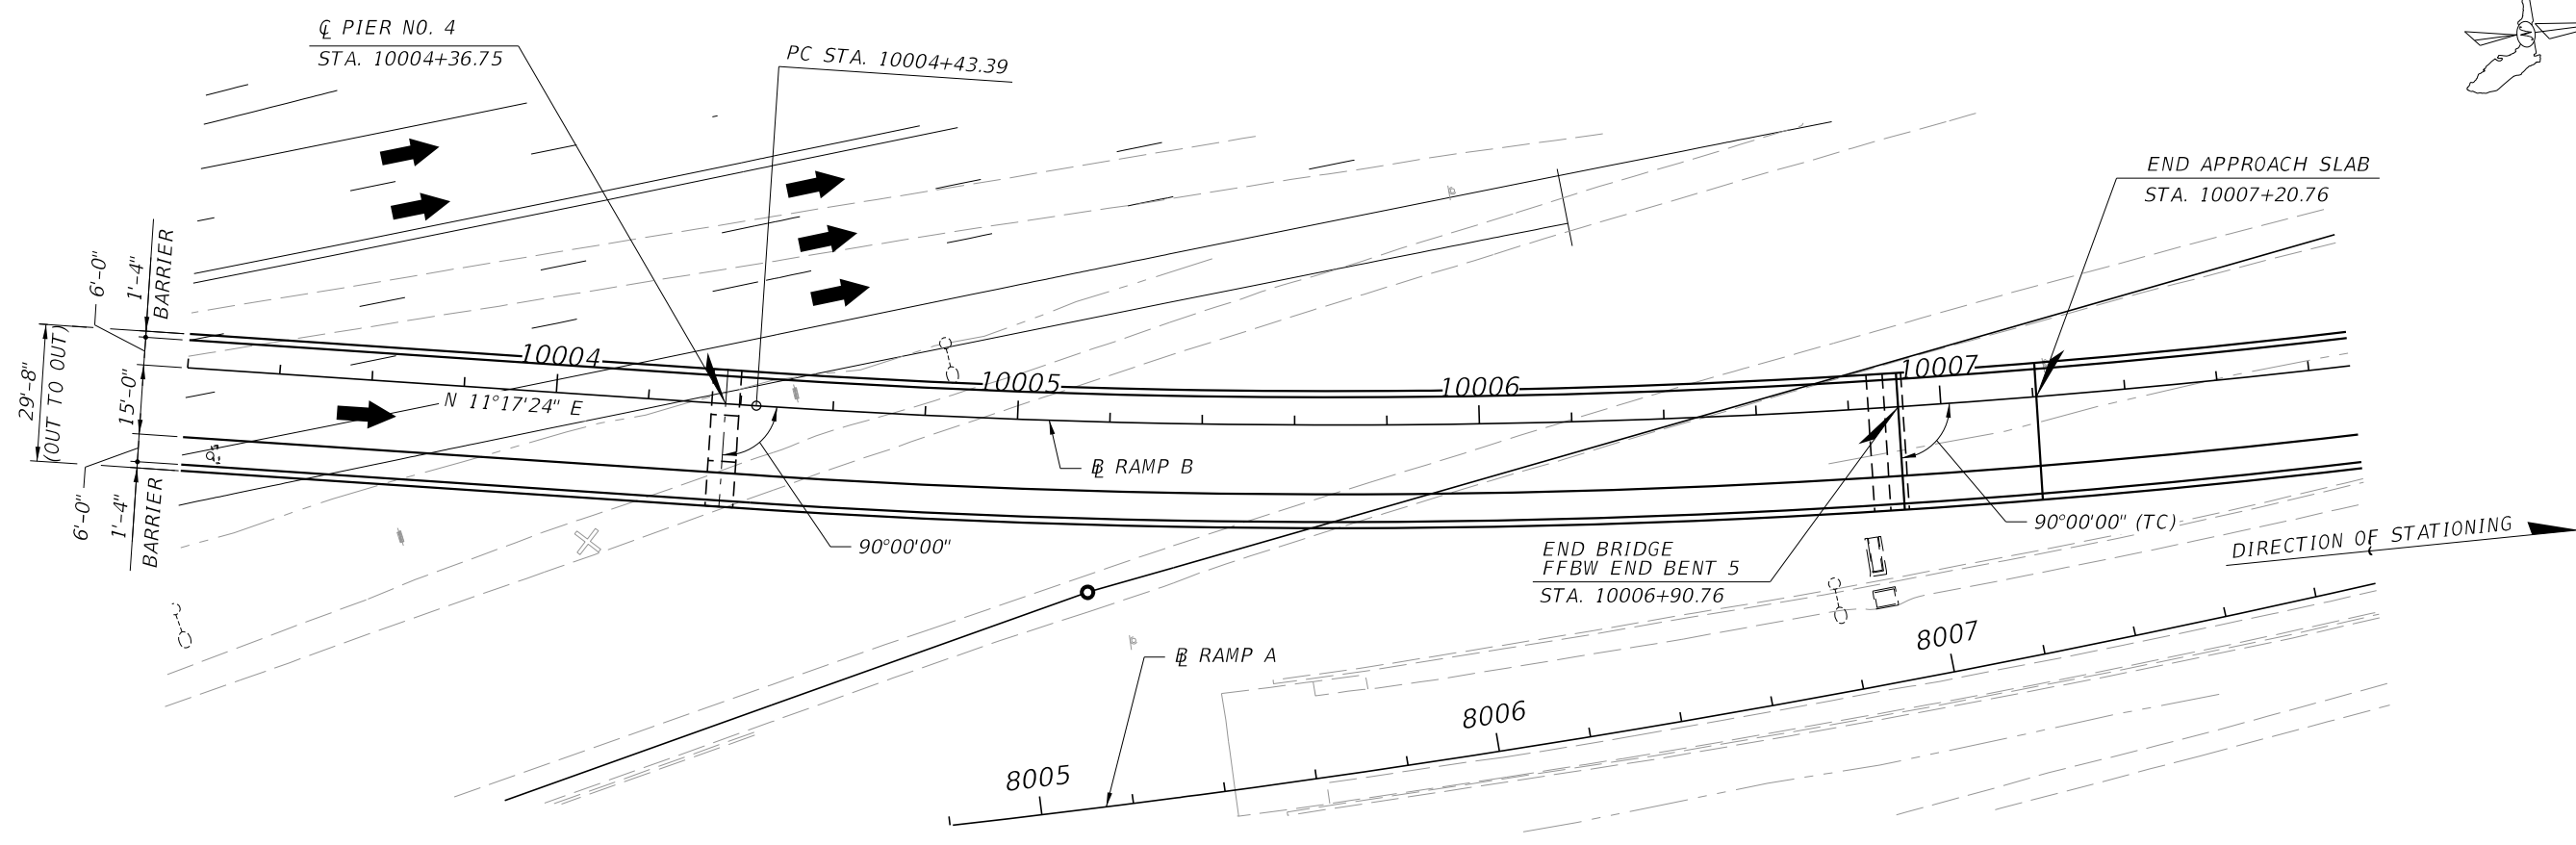 ℄ PIER NO. 4
STA. 10004+36.75
PC STA. 10004+43.39
N
END APPROACH SLAB
STA. 10007+20.76
6'-0"
1'-4"
BARRIER
29'-8"
(OUT TO OUT)
15'-0"
6'-0"
1'-4"
BARRIER
10004
10005
10006
10007
N 11°17'24" E
BL RAMP B
90°00'00"
90°00'00" (TC)
END BRIDGE
FFBW END BENT 5
STA. 10006+90.76
DIRECTION OF STATIONING
BL RAMP A
8005
8006
8007